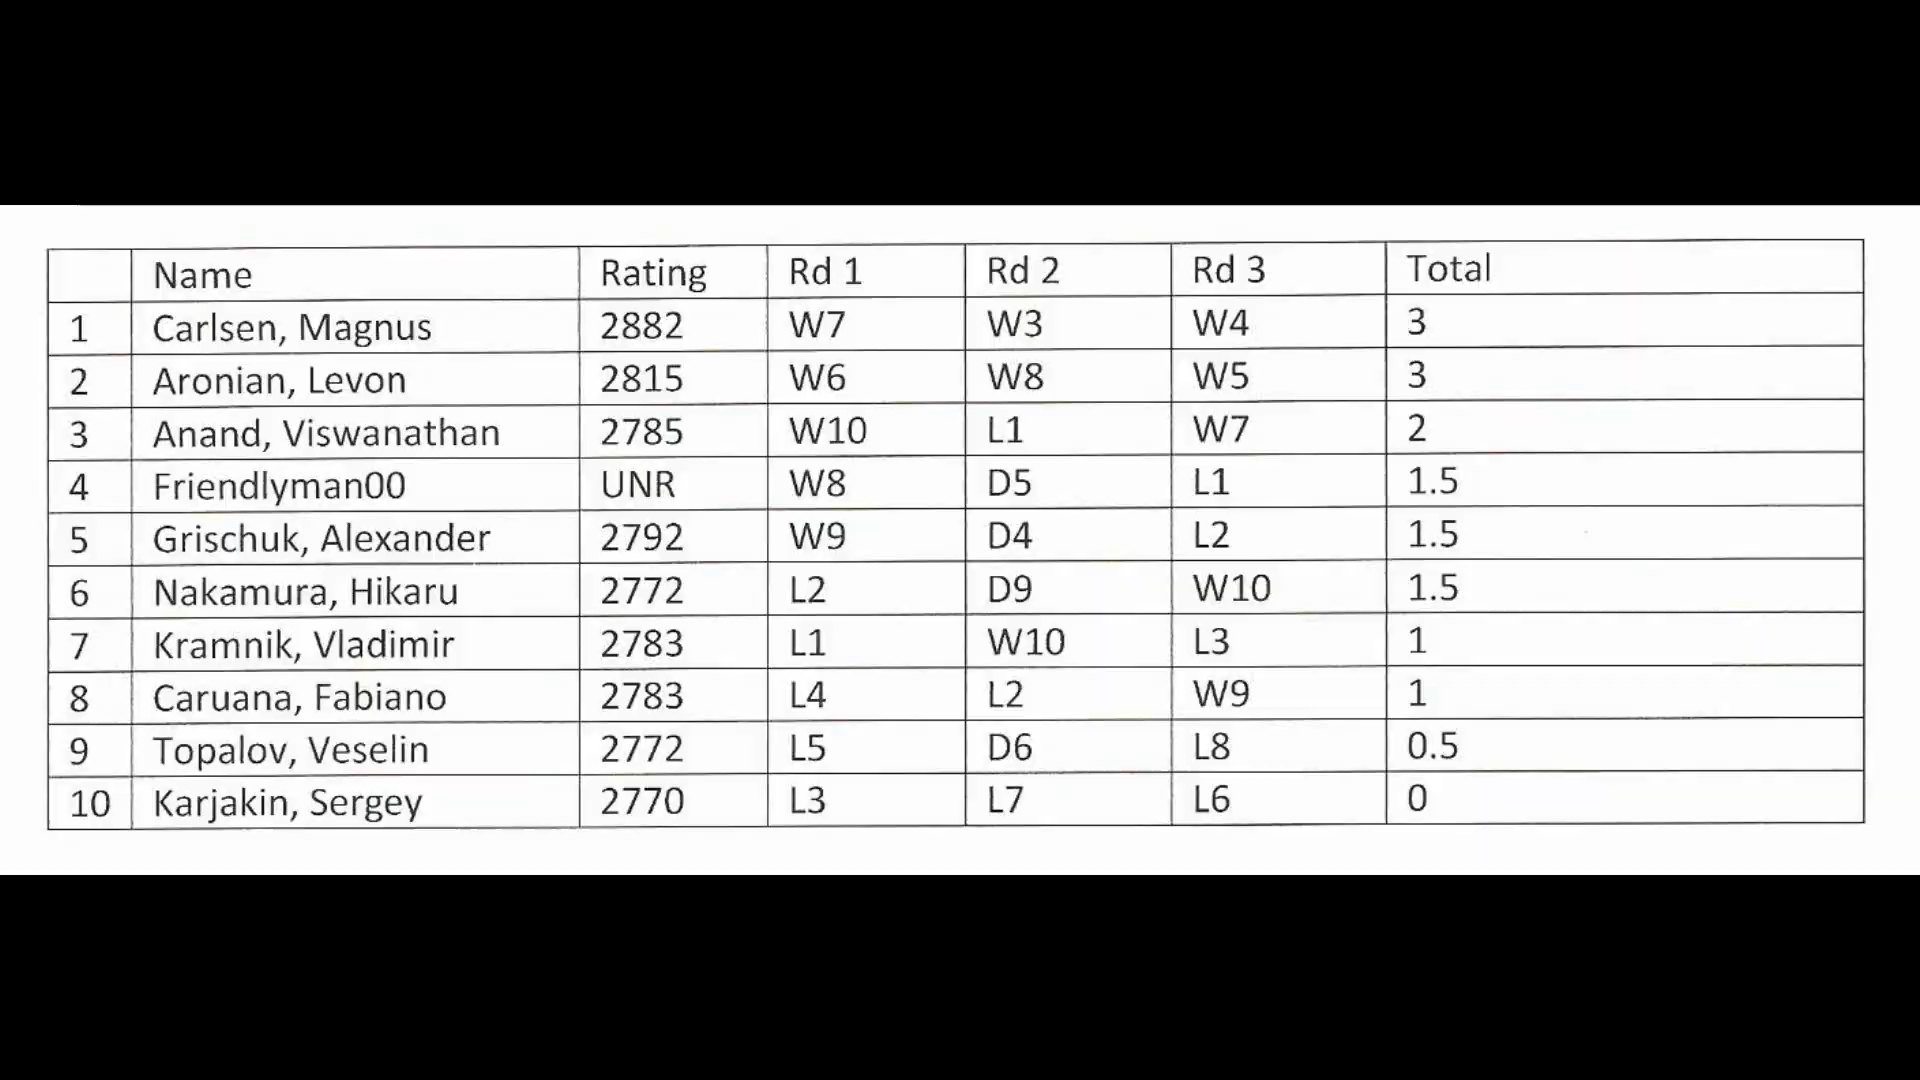 Name Rating Rd 1 Rd 2 Rd 3 Total
1 Carlsen, Magnus 2882 W7 W3 W4 3
2 Aronian, Levon 2815 W6 W8 W5 3
3 Anand, Viswanathan 2785 W10 L1 W7 2
4 Friendlyman00 UNR W8 D5 L1 1.5
5 Grischuk, Alexander 2792 W9 D4 L2 1.5
6 Nakamura, Hikaru 2772 L2 D9 W10 1.5
7 Kramnik, Vladimir 2783 L1 W10 L3 1
8 Caruana, Fabiano 2783 L4 L2 W9 1
9 Topalov, Veselin 2772 L5 D6 L8 0.5
10 Karjakin, Sergey 2770 L3 L7 L6 0